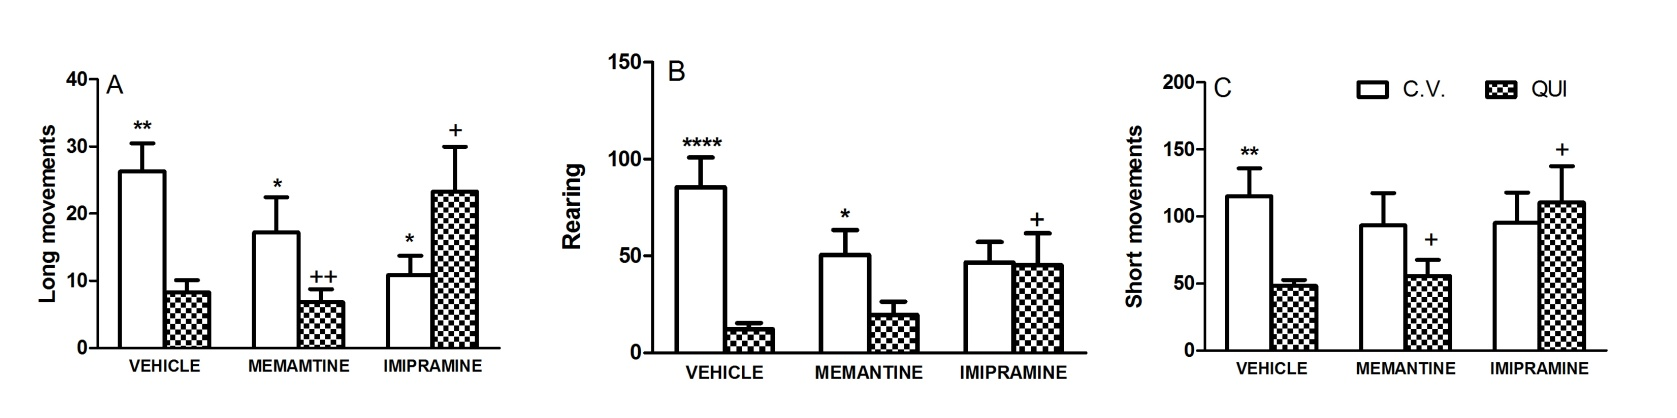 A
Long movements
40
30
20
10
0
**
*
++
*
+
VEHICLE MEMAMTINE IMIPRAMINE
B
Rearing
150
100
50
0
****
*
+
VEHICLE MEMANTINE IMIPRAMINE
C
C.V. QUI
Short movements
200
150
100
50
0
**
+
+
VEHICLE MEMANTINE IMIPRAMINE